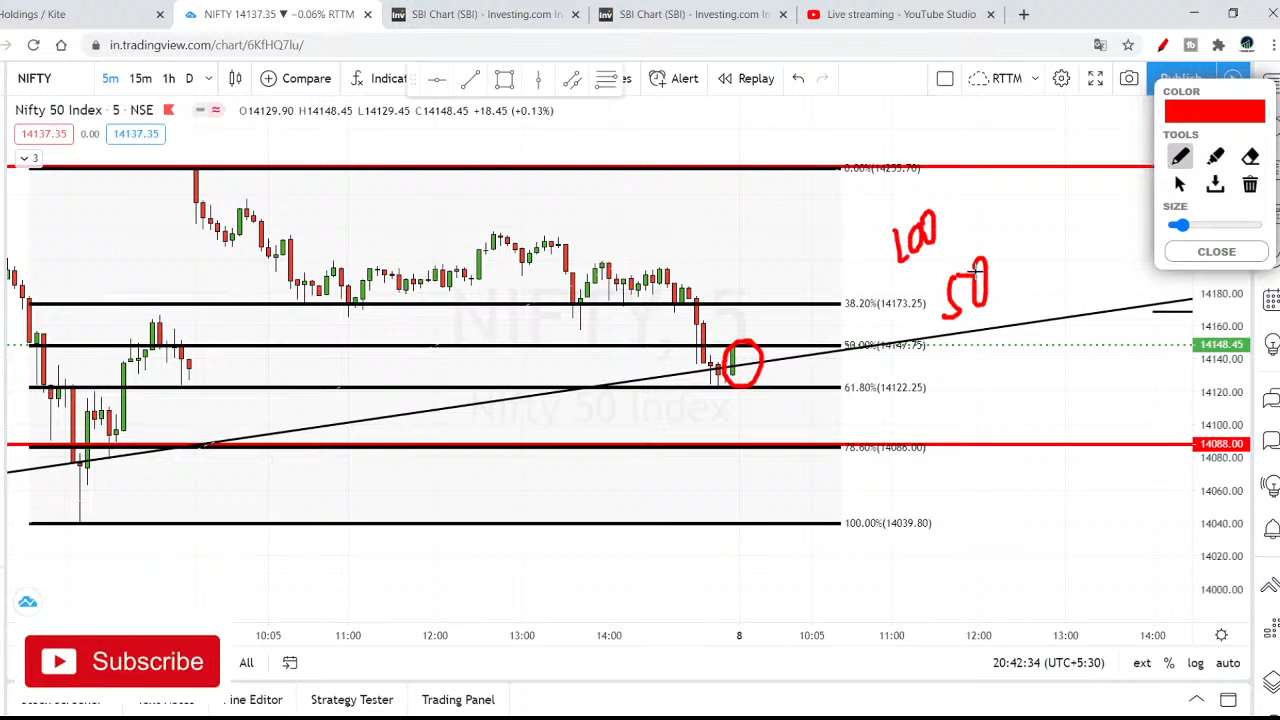 Holdings / Kite
NIFTY 14137.35 ▼ −0.06% RTTM
SBI Chart (SBI) - Investing.com In
SBI Chart (SBI) - Investing.com In
Live streaming - YouTube Studio
in.tradingview.com/chart/6KfHQ7lu/
NIFTY
5m 15m 1h D
Compare
Indicat
es
Alert
Replay
RTTM
Publish
Nifty 50 Index · 5 · NSE
O14129.90 H14148.45 L14129.45 C14148.45 +18.45 (+0.13%)
14137.35 0.00 14137.35
3
COLOR
TOOLS
SIZE
CLOSE
0.00%(14255.70)
100
50
38.20%(14173.25)
50.00%(14147.75)
61.80%(14122.25)
78.60%(14086.00)
100.00%(14039.80)
NIFTY, 5
Nifty 50 Index
14180.00
14160.00
14148.45
14140.00
14120.00
14100.00
14088.00
14080.00
14060.00
14040.00
14020.00
14000.00
10:05 11:00 12:00 13:00 14:00 8 10:05 11:00 12:00 13:00 14:00
Subscribe
All
20:42:34 (UTC+5:30) ext % log auto
ine Editor
Strategy Tester
Trading Panel